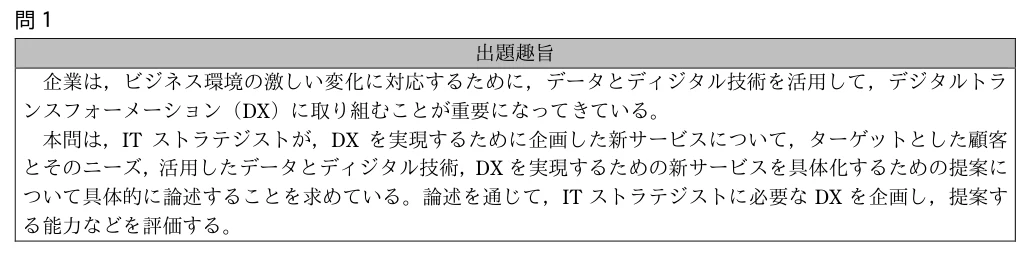 問 1
出題趣旨
企業は，ビジネス環境の激しい変化に対応するために，データとディジタル技術を活用して，デジタルトラ
ンスフォーメーション（DX）に取り組むことが重要になってきている。
本問は，IT ストラテジストが，DX を実現するために企画した新サービスについて，ターゲットとした顧客
とそのニーズ，活用したデータとディジタル技術，DX を実現するための新サービスを具体化するための提案に
ついて具体的に論述することを求めている。論述を通じて，IT ストラテジストに必要な DX を企画し，提案す
る能力などを評価する。